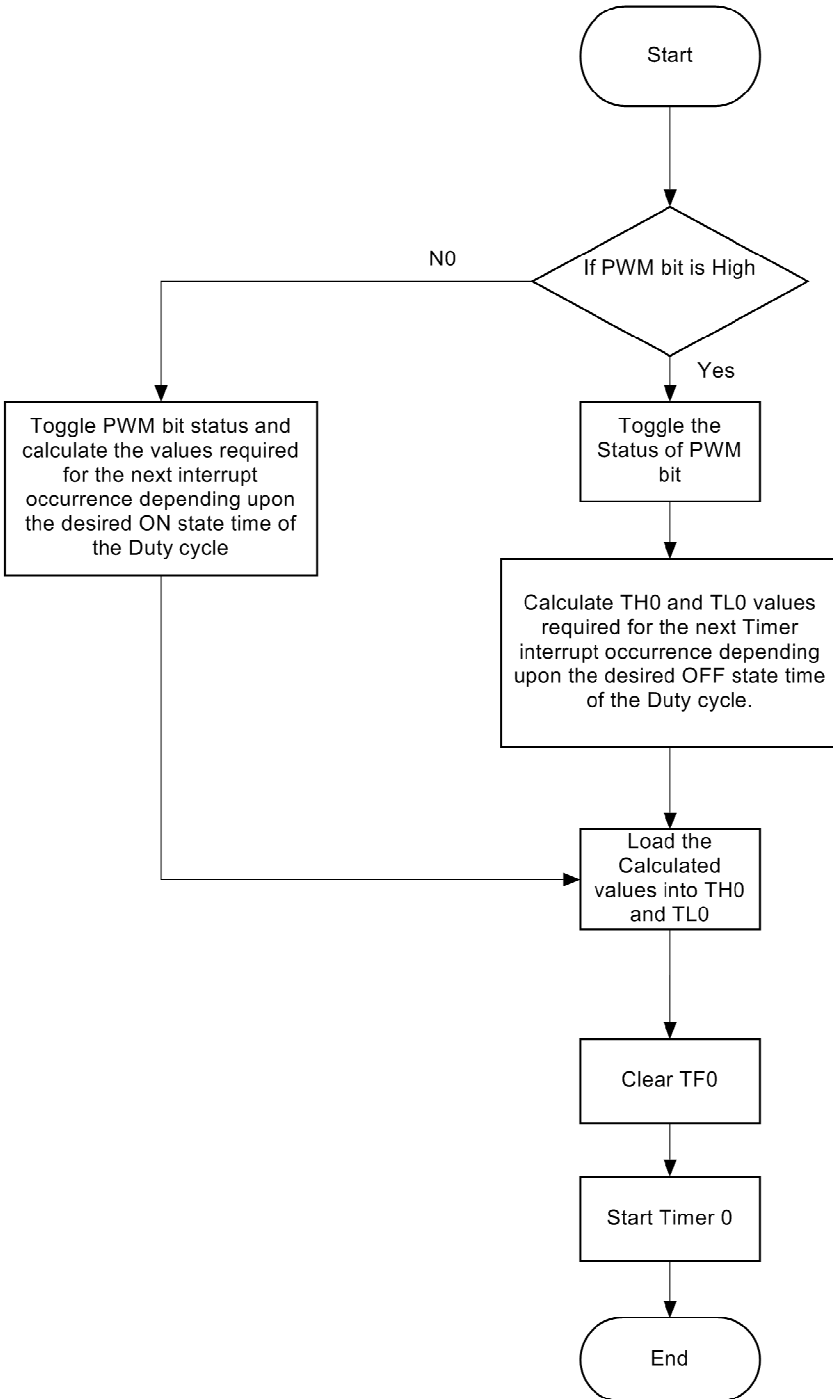 Start
If PWM bit is High
N0
Yes
Toggle PWM bit status and
calculate the values required
for the next interrupt
occurrence depending upon
the desired ON state time of
the Duty cycle
Toggle the
Status of PWM
bit
Calculate TH0 and TL0 values
required for the next Timer
interrupt occurrence depending
upon the desired OFF state time
of the Duty cycle.
Load the
Calculated
values into TH0
and TL0
Clear TF0
Start Timer 0
End